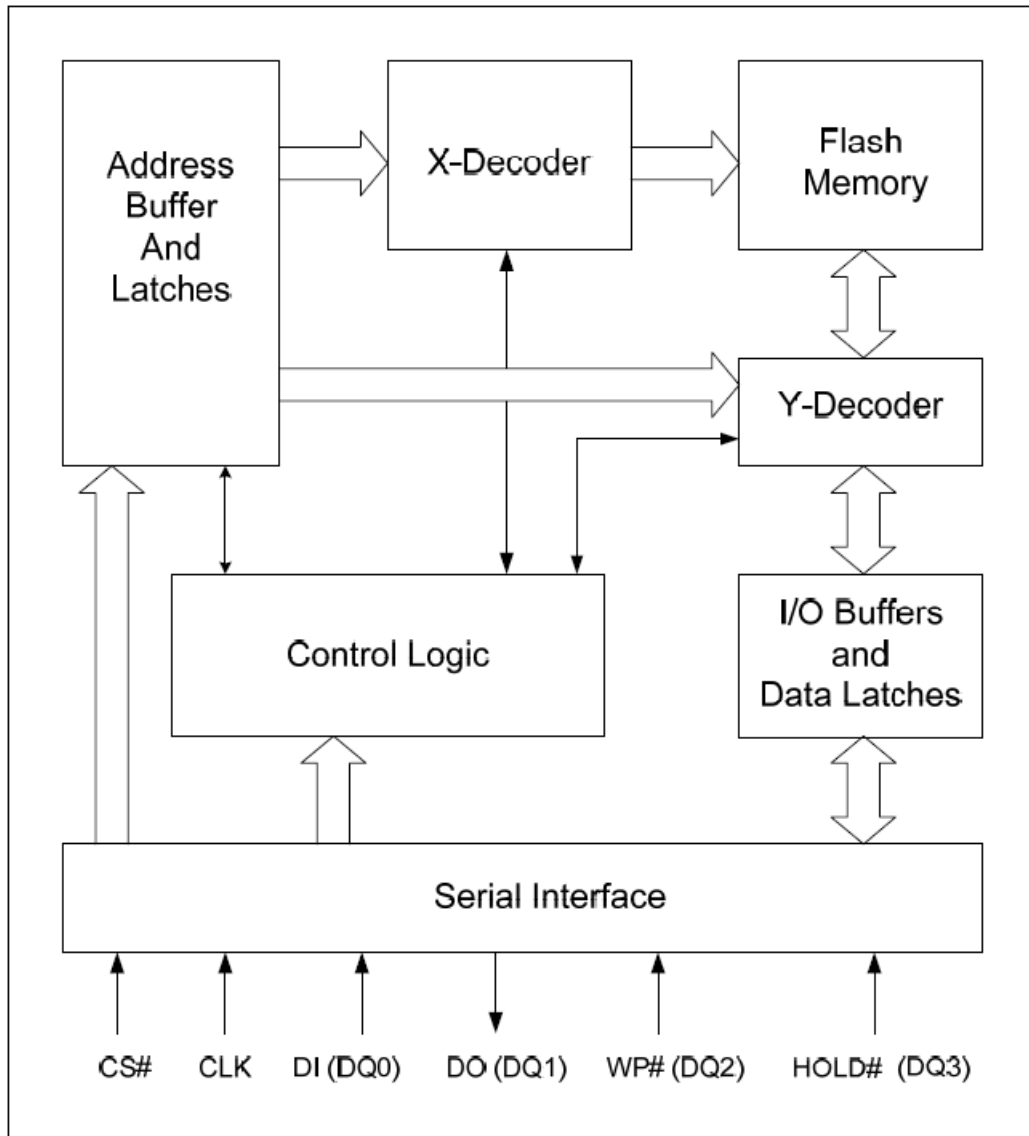 Address
Buffer
And
Latches
X-Decoder
Flash
Memory
Y-Decoder
Control Logic
I/O Buffers
and
Data Latches
Serial Interface
CS#
CLK
DI (DQ0)
DO (DQ1)
WP# (DQ2)
HOLD# (DQ3)